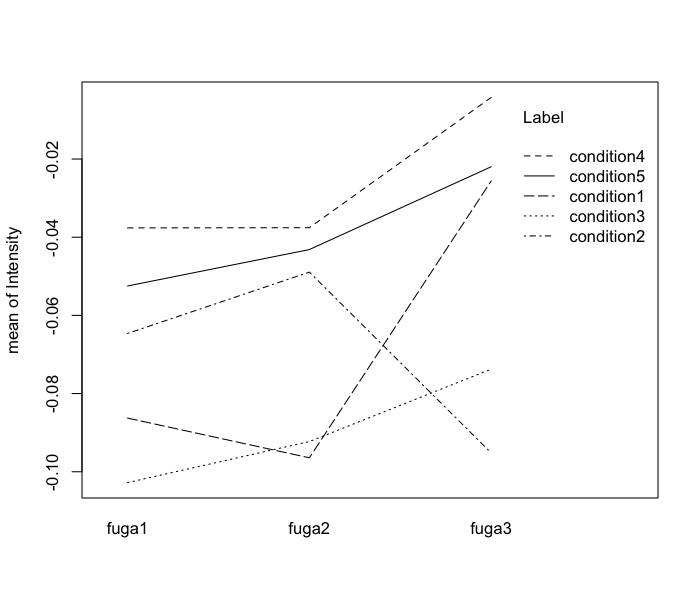 Label
condition4
condition5
condition1
condition3
condition2
mean of Intensity
-0.02
-0.04
-0.06
-0.08
-0.10
fuga1 fuga2 fuga3